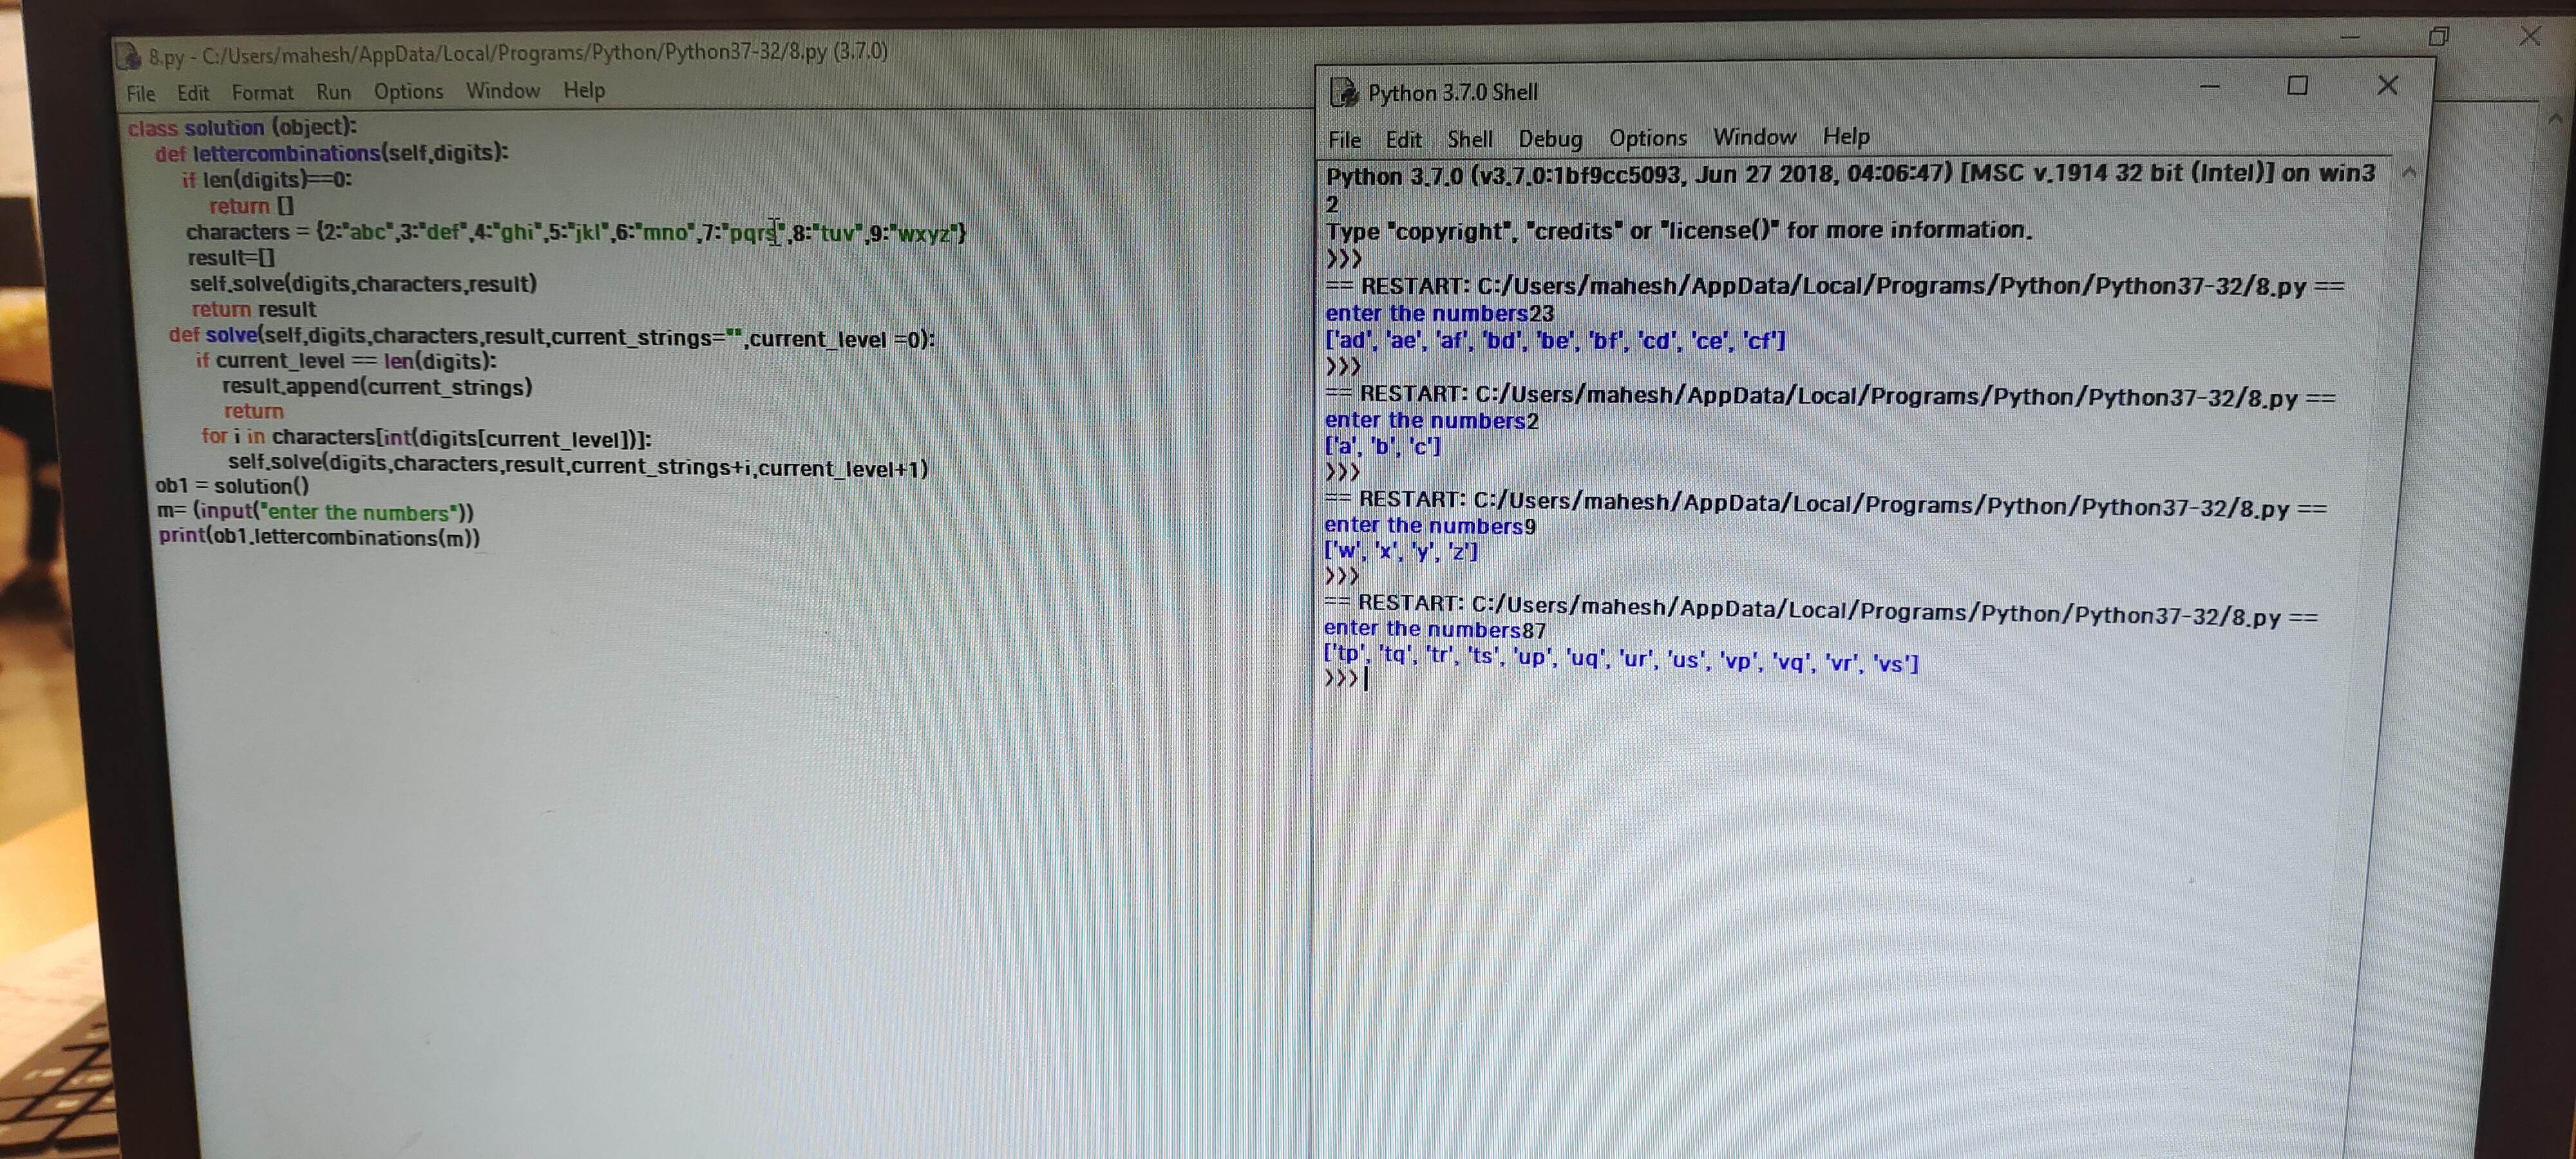 8.py - C:/Users/mahesh/AppData/Local/Programs/Python/Python37-32/8.py (3.7.0)
File Edit Format Run Options Window Help
class solution (object):
def lettercombinations(self,digits):
if len(digits)==0:
return []
characters = {2:"abc",3:"def",4:"ghi",5:"jkl",6:"mno",7:"pqrs",8:"tuv",9:"wxyz"}
result=[]
self.solve(digits,characters,result)
return result
def solve(self,digits,characters,result,current_strings="",current_level =0):
if current_level == len(digits):
result.append(current_strings)
return
for i in characters[int(digits[current_level])]:
self.solve(digits,characters,result,current_strings+i,current_level+1)
ob1 = solution()
m= (input("enter the numbers"))
print(ob1.lettercombinations(m))
Python 3.7.0 Shell
File Edit Shell Debug Options Window Help
Python 3.7.0 (v3.7.0:1bf9cc5093, Jun 27 2018, 04:06:47) [MSC v.1914 32 bit (Intel)] on win3
2
Type "copyright", "credits" or "license()" for more information.
>>>
== RESTART: C:/Users/mahesh/AppData/Local/Programs/Python/Python37-32/8.py ==
enter the numbers23
['ad', 'ae', 'af', 'bd', 'be', 'bf', 'cd', 'ce', 'cf']
>>>
== RESTART: C:/Users/mahesh/AppData/Local/Programs/Python/Python37-32/8.py ==
enter the numbers2
['a', 'b', 'c']
>>>
== RESTART: C:/Users/mahesh/AppData/Local/Programs/Python/Python37-32/8.py ==
enter the numbers9
['w', 'x', 'y', 'z']
>>>
== RESTART: C:/Users/mahesh/AppData/Local/Programs/Python/Python37-32/8.py ==
enter the numbers87
['tp', 'tq', 'tr', 'ts', 'up', 'uq', 'ur', 'us', 'vp', 'vq', 'vr', 'vs']
>>>